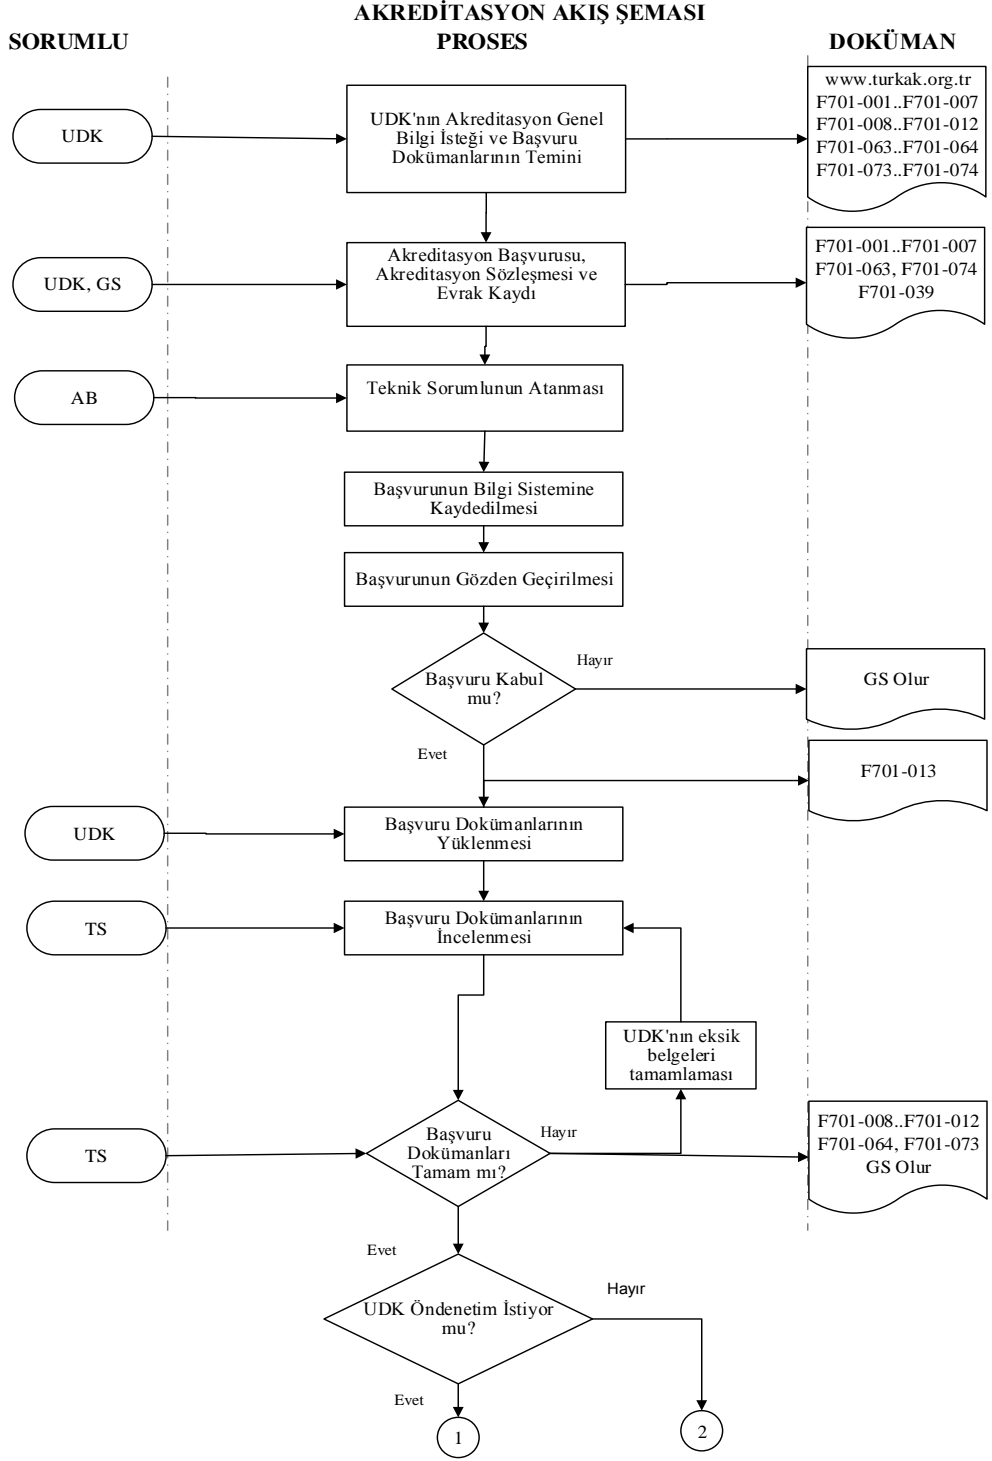 AKREDİTASYON AKIŞ ŞEMASI
SORUMLU
PROSES
DOKÜMAN
UDK
UDK'nın Akreditasyon Genel
Bilgi İsteği ve Başvuru
Dokümanlarının Temini
www.turkak.org.tr
F701-001..F701-007
F701-008..F701-012
F701-063..F701-064
F701-073..F701-074
UDK, GS
Akreditasyon Başvurusu,
Akreditasyon Sözleşmesi ve
Evrak Kaydı
F701-001..F701-007
F701-063, F701-074
F701-039
AB
Teknik Sorumlunun Atanması
Başvurunun Bilgi Sistemine
Kaydedilmesi
Başvurunun Gözden Geçirilmesi
Başvuru Kabul
mu?
Hayır
GS Olur
Evet
F701-013
UDK
Başvuru Dokümanlarının
Yüklenmesi
TS
Başvuru Dokümanlarının
İncelenmesi
UDK'nın eksik
belgeleri
tamamlaması
TS
Başvuru
Dokümanları
Tamam mı?
Hayır
F701-008..F701-012
F701-064, F701-073
GS Olur
Evet
UDK Öndenetim İstiyor
mu?
Hayır
Evet
1
2